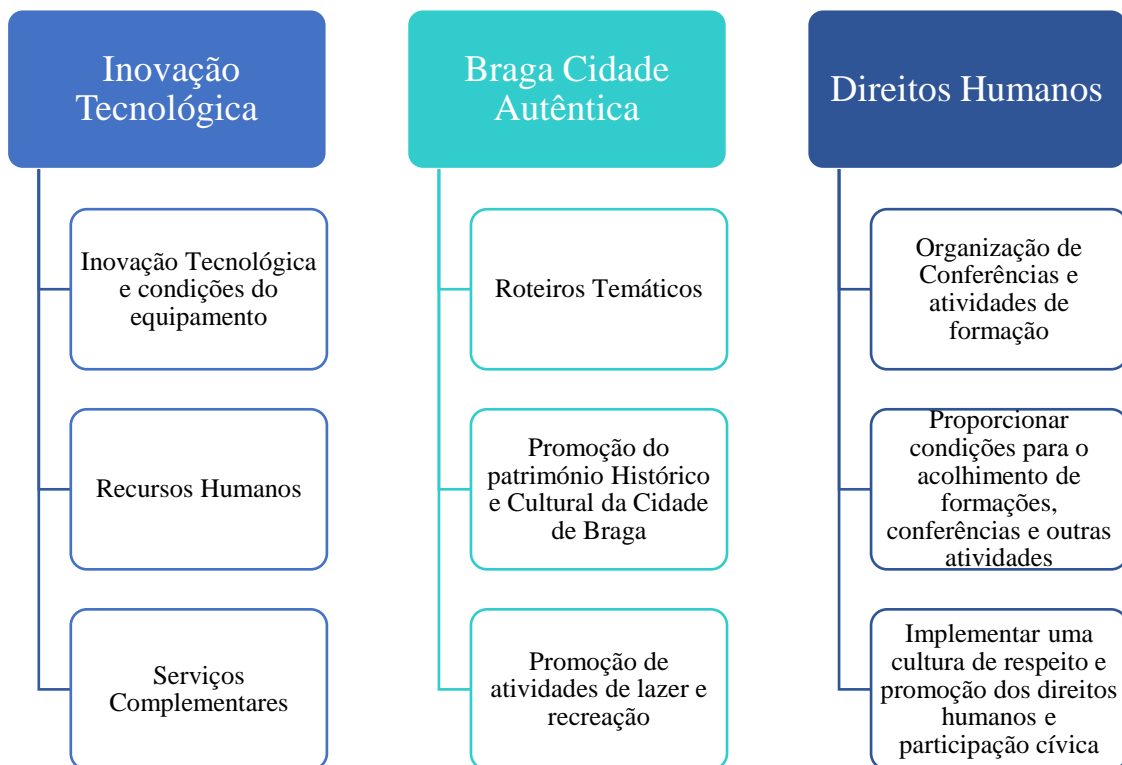 Inovação
Tecnológica
Inovação Tecnológica
e condições do
equipamento
Recursos Humanos
Serviços
Complementares
Braga Cidade
Autêntica
Roteiros Temáticos
Promoção do
património Histórico
e Cultural da Cidade
de Braga
Promoção de
atividades de lazer e
recreação
Direitos Humanos
Organização de
Conferências e
atividades de
formação
Proporcionar
condições para o
acolhimento de
formações,
conferências e outras
atividades
Implementar uma
cultura de respeito e
promoção dos direitos
humanos e
participação cívica